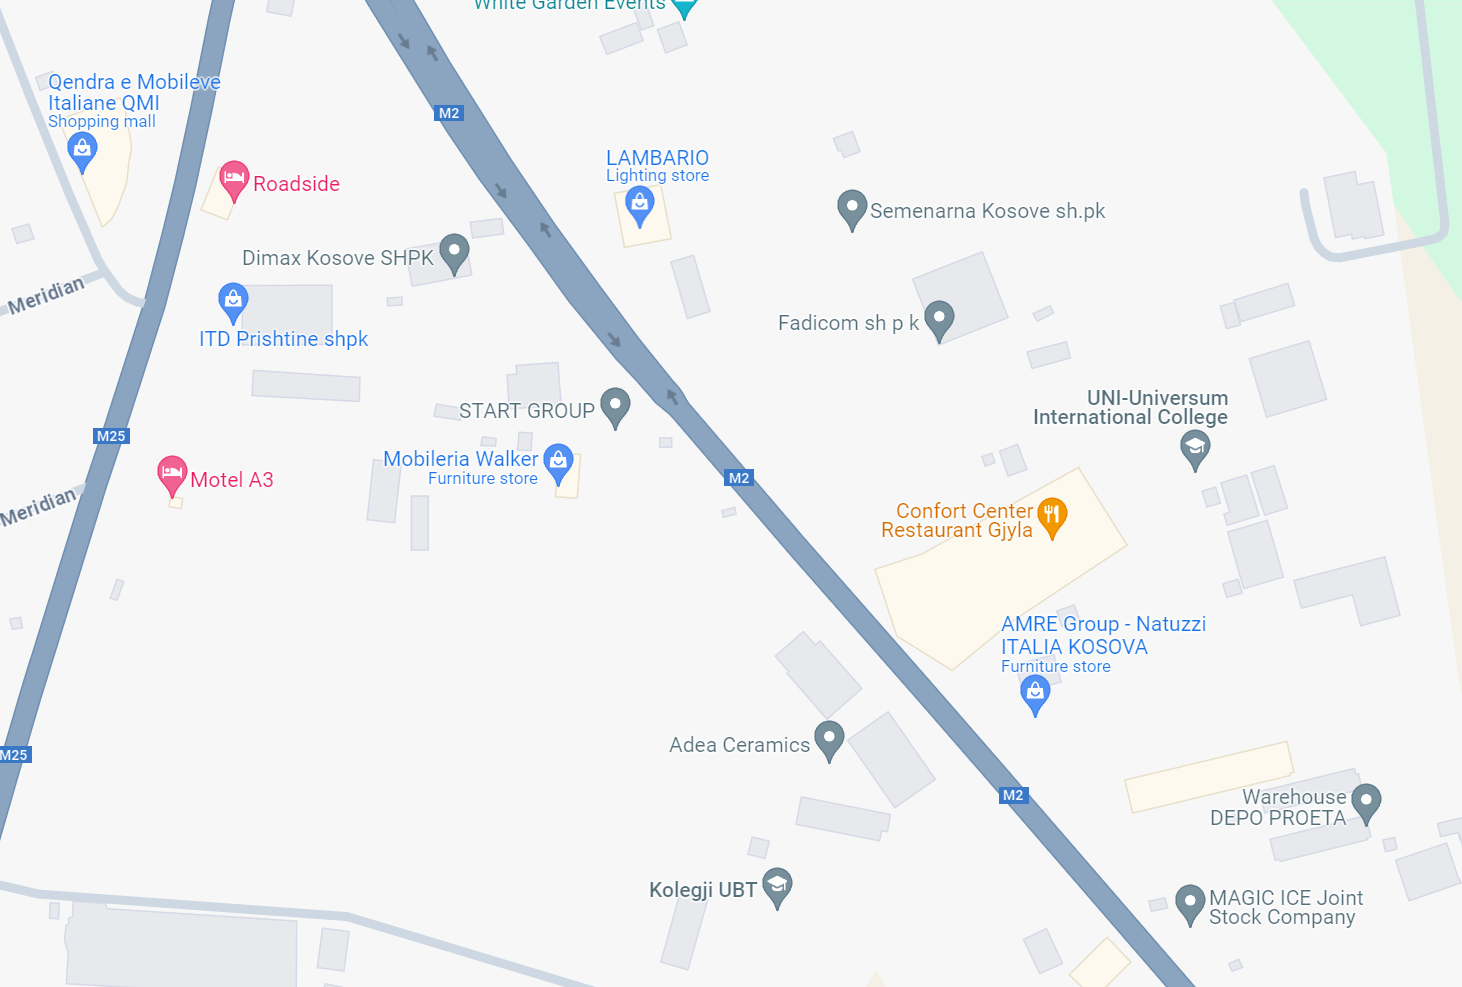 White Garden Events
Qendra e Mobileve
Italiane QMI
Shopping mall
M2
LAMBARIO
Lighting store
Roadside
Semenarna Kosove sh.pk
Dimax Kosove SHPK
Meridian
ITD Prishtine shpk
Fadicom sh p k
UNI-Universum
International College
START GROUP
M25
Mobileria Walker
Furniture store
Motel A3
M2
Meridian
Confort Center
Restaurant Gjyla
AMRE Group - Natuzzi
ITALIA KOSOVA
Furniture store
Adea Ceramics
M25
M2
Warehouse
DEPO PROETA
Kolegji UBT
MAGIC ICE Joint
Stock Company